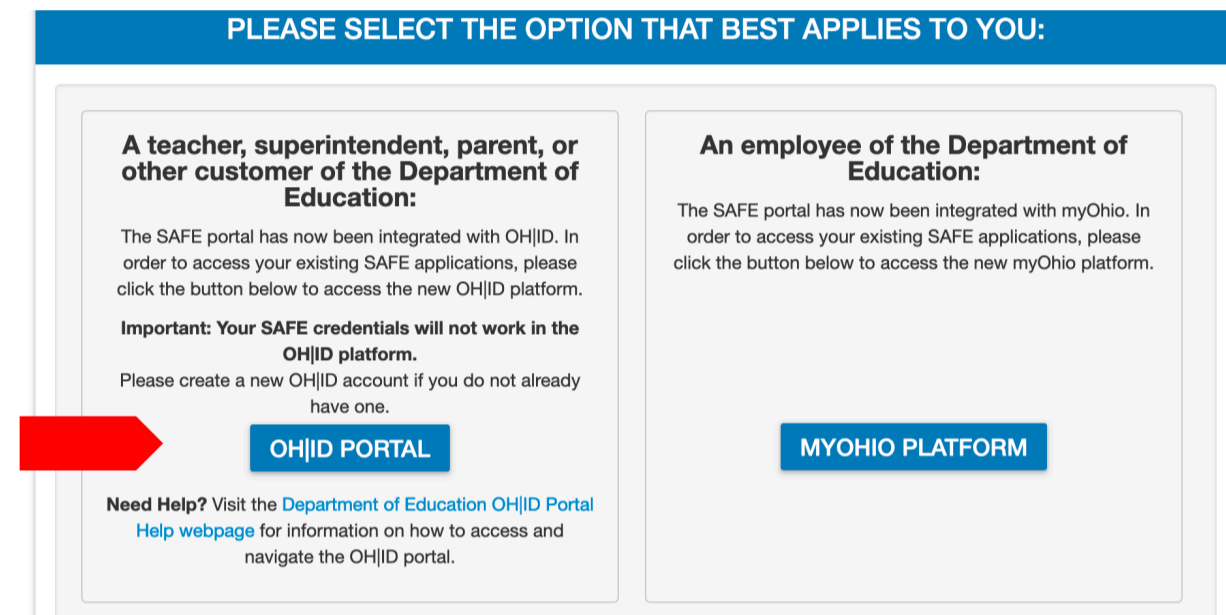 PLEASE SELECT THE OPTION THAT BEST APPLIES TO YOU:
A teacher, superintendent, parent, or
other customer of the Department of
Education:
The SAFE portal has now been integrated with OH|ID. In
order to access your existing SAFE applications, please
click the button below to access the new OH|ID platform.
Important: Your SAFE credentials will not work in the
OH|ID platform.
Please create a new OH|ID account if you do not already
have one.
OH|ID PORTAL
Need Help? Visit the Department of Education OH|ID Portal
Help webpage for information on how to access and
navigate the OH|ID portal.
An employee of the Department of
Education:
The SAFE portal has now been integrated with myOhio. In
order to access your existing SAFE applications, please
click the button below to access the new myOhio platform.
MYOHIO PLATFORM